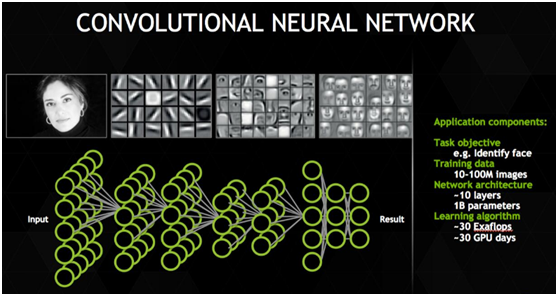 CONVOLUTIONAL NEURAL NETWORK
Input
Result
Application components:
Task objective
e.g. Identify face
Training data
10-100M images
Network architecture
~10 layers
1B parameters
Learning algorithm
~30 Exaflops
~30 GPU days